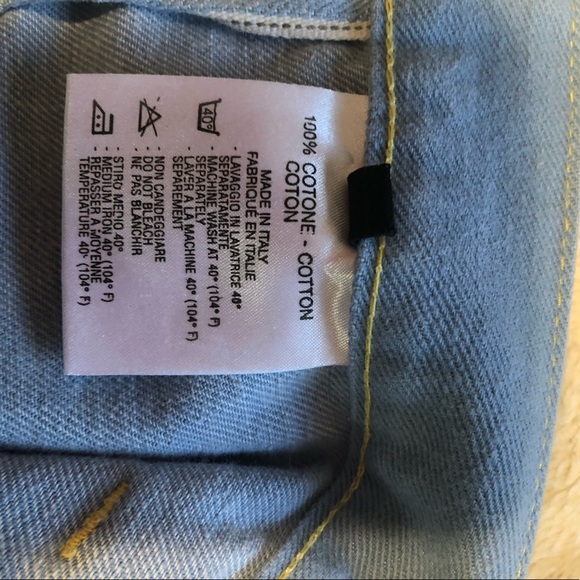 100% COTONE - COTTON
COTON
MADE IN ITALY
FABRIQUÉ EN ITALIE
40°
- LAVAGGIO IN LAVATRICE 40°
SEPARATAMENTE
- MACHINE WASH AT 40° (104° F)
SEPARATELY
- LAVER A LA MACHINE 40° (104° F)
SEPAREMENT
- NON CANDEGGIARE
- DO NOT BLEACH
- NE PAS BLANCHIR
- STIRO MEDIO 40°
- MEDIUM IRON 40° (104° F)
- REPASSER A MOYENNE
TEMPERATURE 40° (104° F)